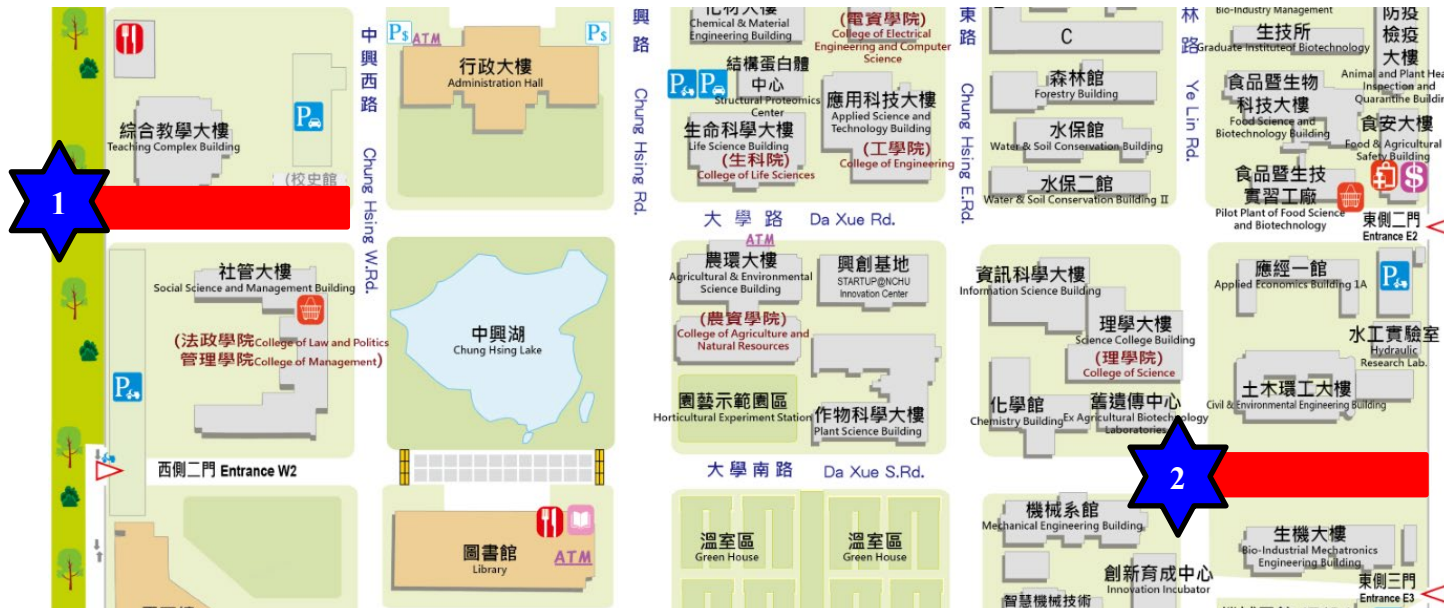 中興西路 Chung Hsing W.Rd.
綜合教學大樓
Teaching Complex Building
(校史館
1
社管大樓
Social Science and Management Building
(法政學院College of Law and Politics
管理學院College of Management)
西側二門 Entrance W2
ATM
行政大樓
Administration Hall
中興湖
Chung Hsing Lake
圖書館
Library
ATM
興路 Chung Hsing Rd.
Chemical & Material
Engineering Building
(電資學院)
College of Electrical
Engineering and Computer
Science
結構蛋白體
中心
Structural Proteomics
Center
應用科技大樓
Applied Science and
Technology Building
(工學院)
College of Engineering
生命科學大樓
Life Science Building
(生科院)
College of Life Sciences
大學路 Da Xue Rd.
ATM
農環大樓
Agricultural & Environmental
Science Building
(農資學院)
College of Agriculture and
Natural Resources
興創基地
STARTUP@NCHU
Innovation Center
園藝示範園區
Horticultural Experiment Station
作物科學大樓
Plant Science Building
大學南路 Da Xue S.Rd.
溫室區
Green House
溫室區
Green House
東路 Chung Hsing E.Rd.
C
森林館
Forestry Building
水保館
Water & Soil Conservation Building
水保二館
Water & Soil Conservation Building Ⅱ
資訊科學大樓
Information Science Building
理學大樓
Science College Building
(理學院)
College of Science
化學館
Chemistry Building
舊遺傳中心
Ex Agricultural Biotechnology
Laboratories
2
機械系館
Mechanical Engineering Building
創新育成中心
Innovation Incubator
智慧機械技術
林路 Ye Lin Rd.
Bio-Industry Management
生技所
Graduate Institute of Biotechnology
防疫
檢疫
大樓
Animal and Plant Hea
Inspection and
Quarantine Buildin
食品暨生物
科技大樓
Food Science and
Biotechnology Building
食安大樓
Food & Agricultural
Safety Building
食品暨生技
實習工廠
Pilot Plant of Food Science
and Biotechnology
東側二門
Entrance E2
應經一館
Applied Economics Building 1A
水工實驗室
Hydraulic
Research Lab.
土木環工大樓
Civil & Environmental Engineering Building
生機大樓
Bio-Industrial Mechatronics
Engineering Building
東側三門
Entrance E3